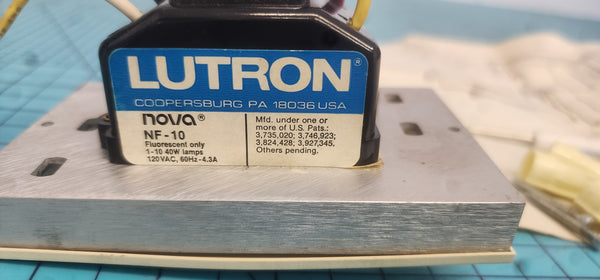 LUTRON®
COOPERSBURG PA 18036 USA
nova®
NF-10
Fluorescent only
1-10 40W lamps
120VAC, 60Hz-4.3A
Mfd. under one or
more of U.S. Pats.:
3,735,020; 3,746,923;
3,824,428; 3,927,345.
Others pending.